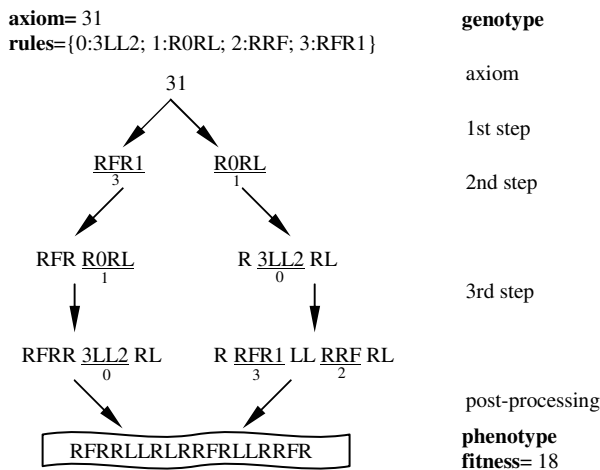 axiom= 31
genotype
rules={0:3LL2; 1:R0RL; 2:RRF; 3:RFR1}
31
axiom
1st step
RFR1 R0RL
3 1
2nd step
RFR R0RL R 3LL2 RL
1 0
3rd step
RFRR 3LL2 RL R RFR1 LL RRF RL
0 3 2
post-processing
RFRRLLRLRRFRLLRRFR
phenotype
fitness= 18